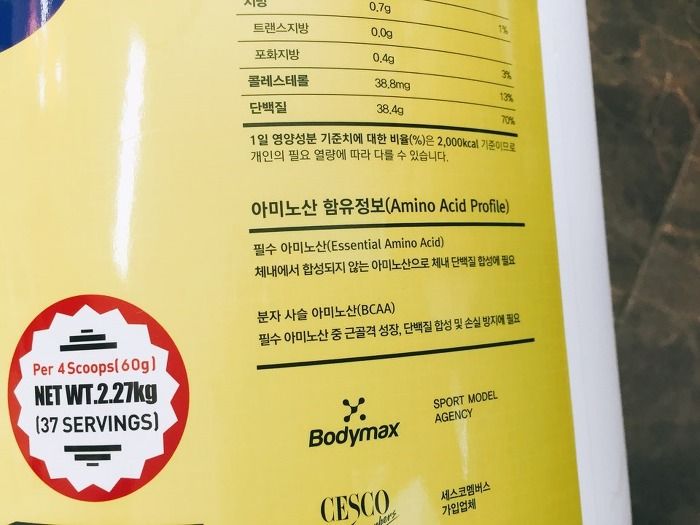 지방 0.7g 1%
트랜스지방 0.0g
포화지방 0.4g 3%
콜레스테롤 38.8mg 13%
단백질 38.4g 70%
1일 영양성분 기준치에 대한 비율(%)은 2,000kcal 기준이므로
개인의 필요 열량에 따라 다를 수 있습니다.
아미노산 함유정보(Amino Acid Profile)
필수 아미노산(Essential Amino Acid)
체내에서 합성되지 않는 아미노산으로 체내 단백질 합성에 필요
분자 사슬 아미노산(BCAA)
필수 아미노산 중 근골격 성장, 단백질 합성 및 손실 방지에 필요
Per 4 Scoops(60g)
NET WT.2.27kg
(37 SERVINGS)
Bodymax
SPORT MODEL
AGENCY
CESCO
세스코멤버스
가입업체